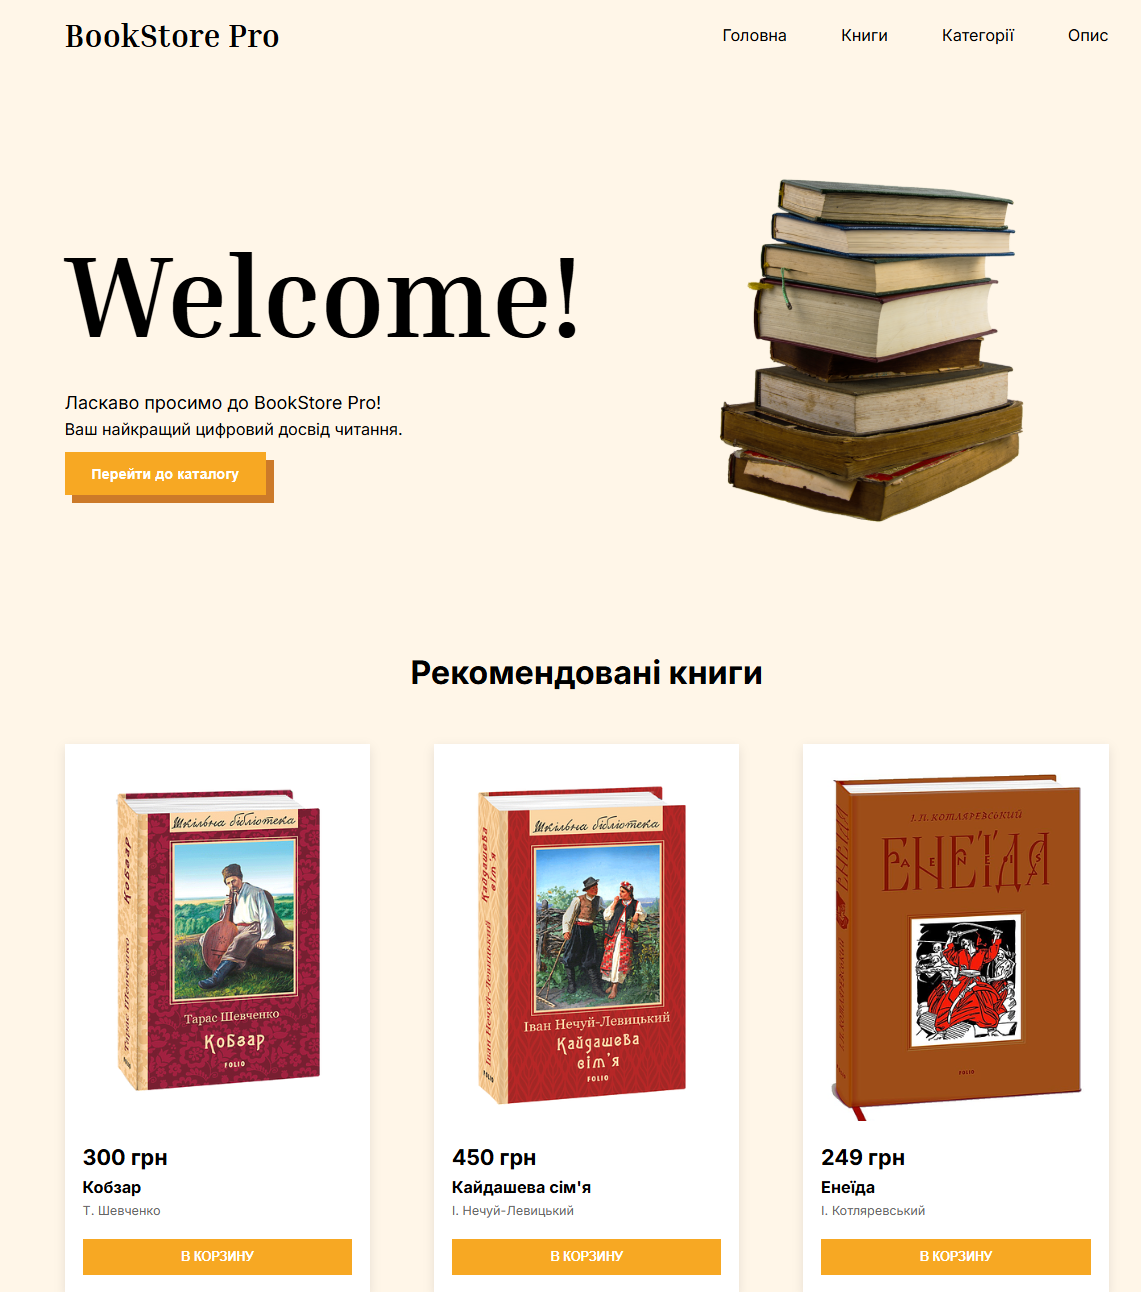 BookStore Pro
Головна Книги Категорії Опис
Welcome!
Ласкаво просимо до BookStore Pro!
Ваш найкращий цифровий досвід читання.
Перейти до каталогу
Рекомендовані книги
Шкільна бібліотека
Кобзар
Тарас Шевченко
Тарас Шевченко
Кобзар
FOLIO
Шкільна бібліотека
Кайдашева сім'я
Іван Нечуй-Левицький
Іван Нечуй-Левицький
Кайдашева
сім'я
FOLIO
І.П. КОТЛЯРЕВСЬКИЙ
ЕНЕЇДА
AENEIS
ЕНЕЇДА
FOLIO
300 грн
Кобзар
Т. Шевченко
В КОРЗИНУ
450 грн
Кайдашева сім'я
І. Нечуй-Левицький
В КОРЗИНУ
249 грн
Енеїда
І. Котляревський
В КОРЗИНУ